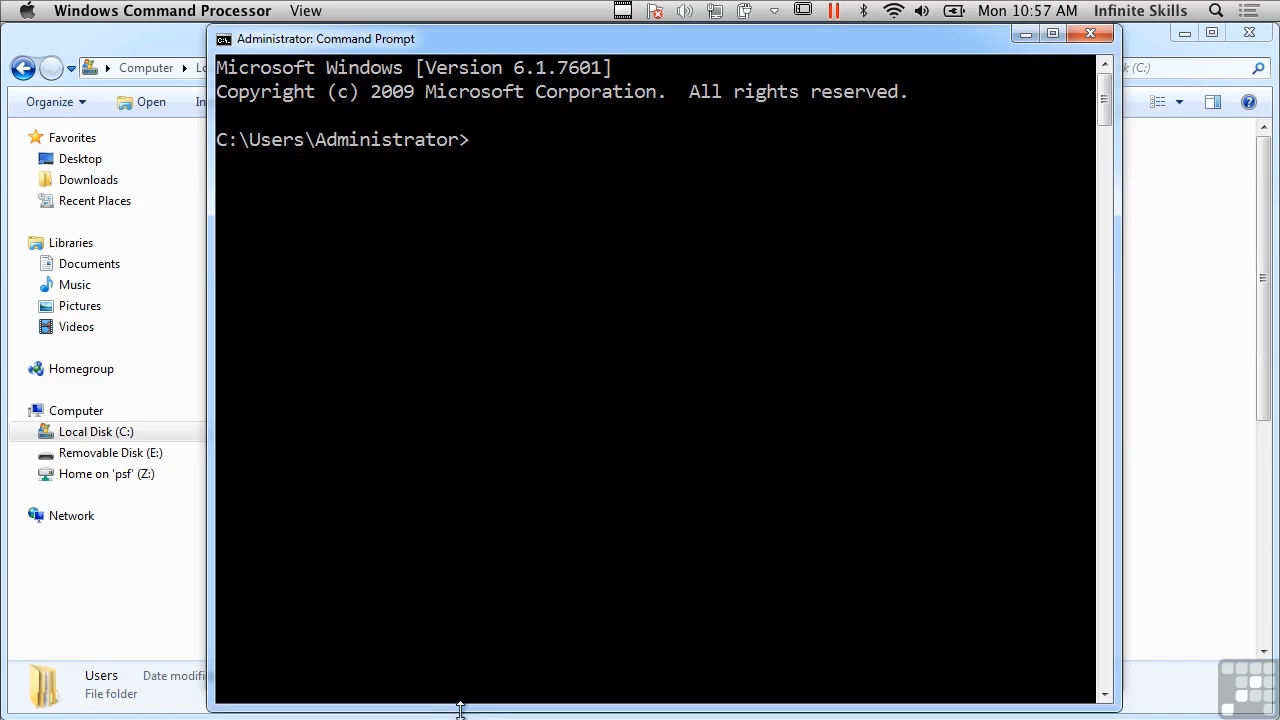 Windows Command Processor View Mon 10:57 AM Infinite Skills
Administrator: Command Prompt
Computer
(C:)
Organize Open
Microsoft Windows [Version 6.1.7601]
Copyright (c) 2009 Microsoft Corporation.  All rights reserved.
C:\Users\Administrator>
Favorites
Desktop
Downloads
Recent Places
Libraries
Documents
Music
Pictures
Videos
Homegroup
Computer
Local Disk (C:)
Removable Disk (E:)
Home on 'psf' (Z:)
Network
Users Date modifi
File folder